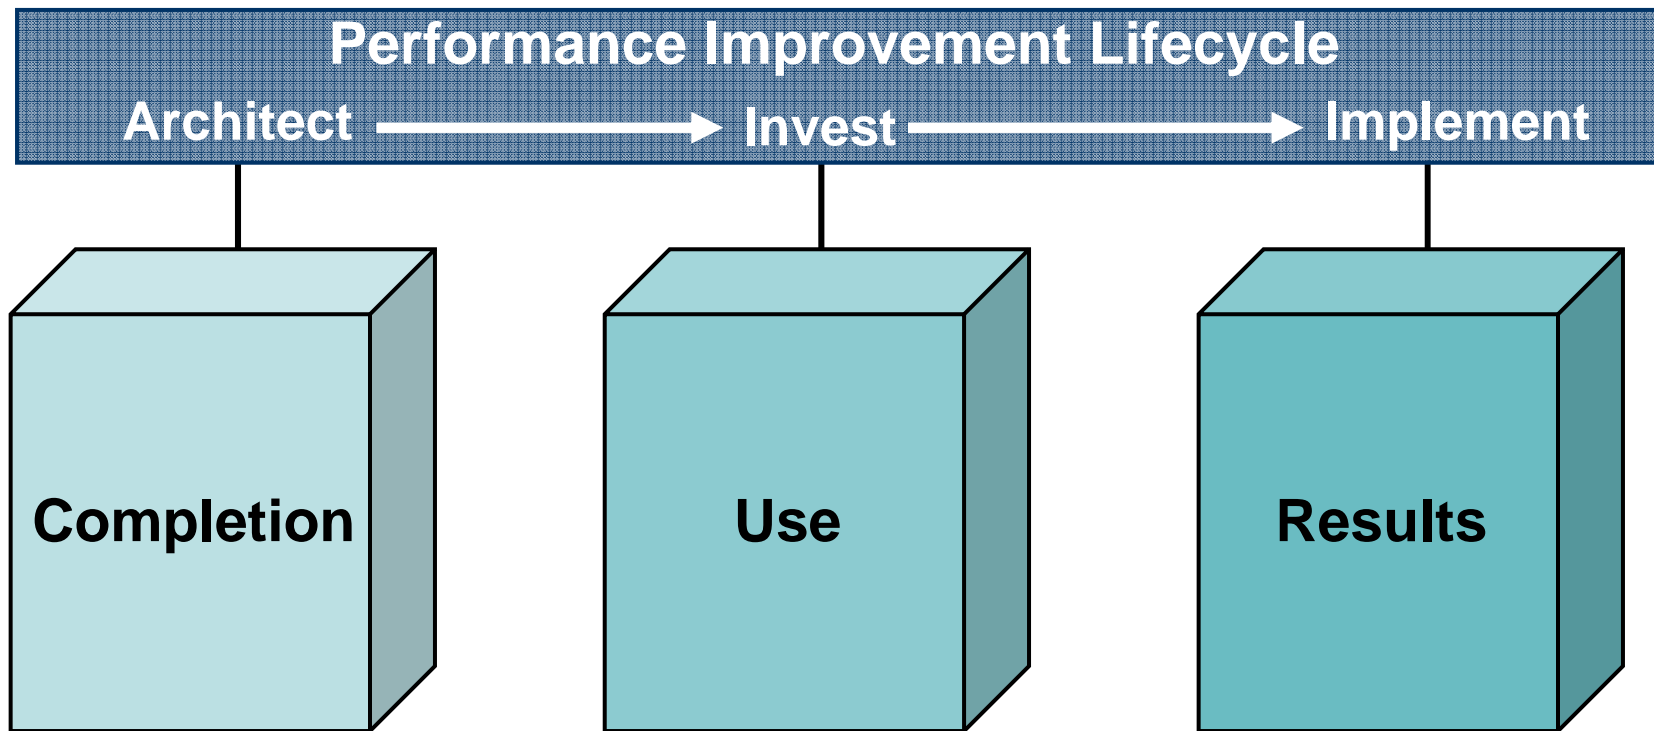 Performance Improvement Lifecycle
Architect Invest Implement
Completion Use Results